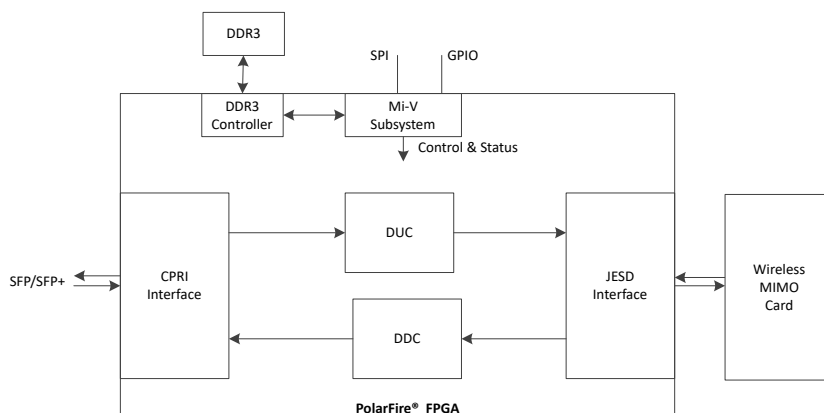 DDR3
SPI
GPIO
DDR3
Controller
Mi-V
Subsystem
Control & Status
DUC
SFP/SFP+
CPRI
Interface
JESD
Interface
Wireless
MIMO
Card
DDC
PolarFire® FPGA